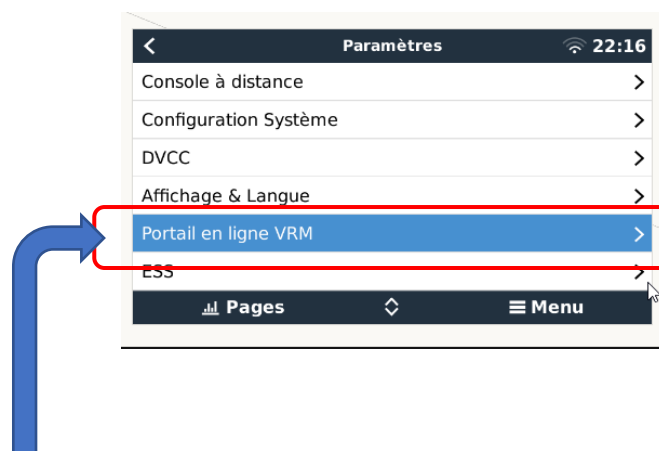 Paramètres 22:16
Console à distance
Configuration Système
DVCC
Affichage & Langue
Portail en ligne VRM
ESS
Pages Menu